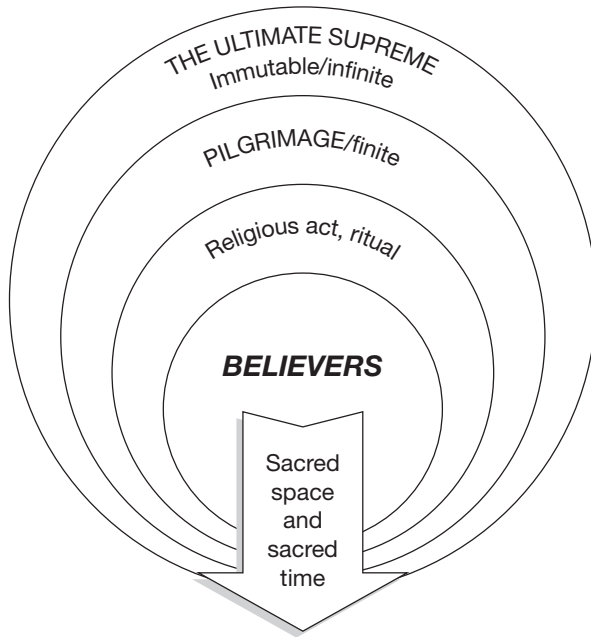 THE ULTIMATE SUPREME
Immutable/infinite
PILGRIMAGE/finite
Religious act, ritual
BELIEVERS
Sacred
space
and
sacred
time